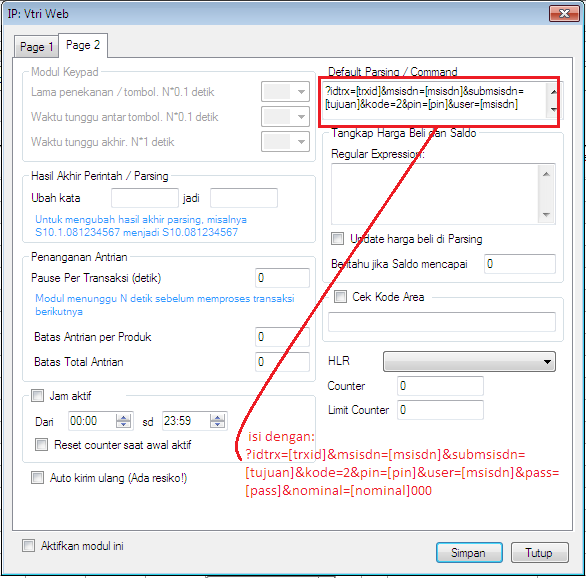 IP: Vtri Web
Page 1
Page 2
Modul Keypad
Lama penekanan / tombol. N*0.1 detik
Waktu tunggu antar tombol. N*0.1 detik
Waktu tunggu akhir. N*1 detik
Hasil Akhir Perintah / Parsing
Ubah kata
jadi
Untuk mengubah hasil akhir parsing, misalnya
S10.1.081234567 menjadi S10.081234567
Penanganan Antrian
Pause Per Transaksi (detik)
0
Modul menunggu N detik sebelum memproses transaksi
berikutnya
Batas Antrian per Produk
0
Batas Total Antrian
0
Jam aktif
Dari
00:00
sd
23:59
Reset counter saat awal aktif
Auto kirim ulang (Ada resiko!)
Default Parsing / Command
?idtrx=[trxid]&msisdn=[msisdn]&submsisdn=
[tujuan]&kode=2&pin=[pin]&user=[msisdn]
Tangkap Harga Beli dan Saldo
Regular Expression:
Update harga beli di Parsing
Beritahu jika Saldo mencapai
0
Cek Kode Area
HLR
Counter
0
Limit Counter
0
isi dengan:
?idtrx=[trxid]&msisdn=[msisdn]&submsisdn=
[tujuan]&kode=2&pin=[pin]&user=[msisdn]&pass=
[pass]&nominal=[nominal]000
Aktifkan modul ini
Simpan
Tutup